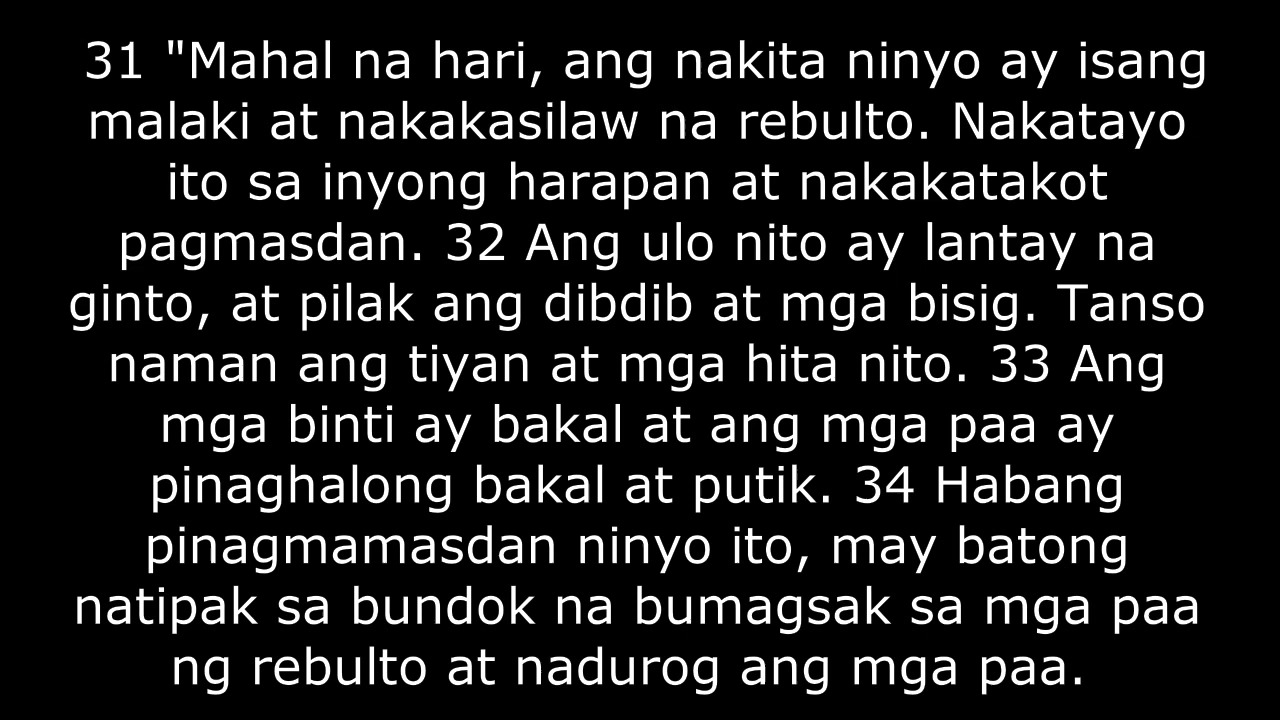 31 "Mahal na hari, ang nakita ninyo ay isang
malaki at nakakasilaw na rebulto. Nakatayo
ito sa inyong harapan at nakakatakot
pagmasdan. 32 Ang ulo nito ay lantay na
ginto, at pilak ang dibdib at mga bisig. Tanso
naman ang tiyan at mga hita nito. 33 Ang
mga binti ay bakal at ang mga paa ay
pinaghalong bakal at putik. 34 Habang
pinagmamasdan ninyo ito, may batong
natipak sa bundok na bumagsak sa mga paa
ng rebulto at nadurog ang mga paa.